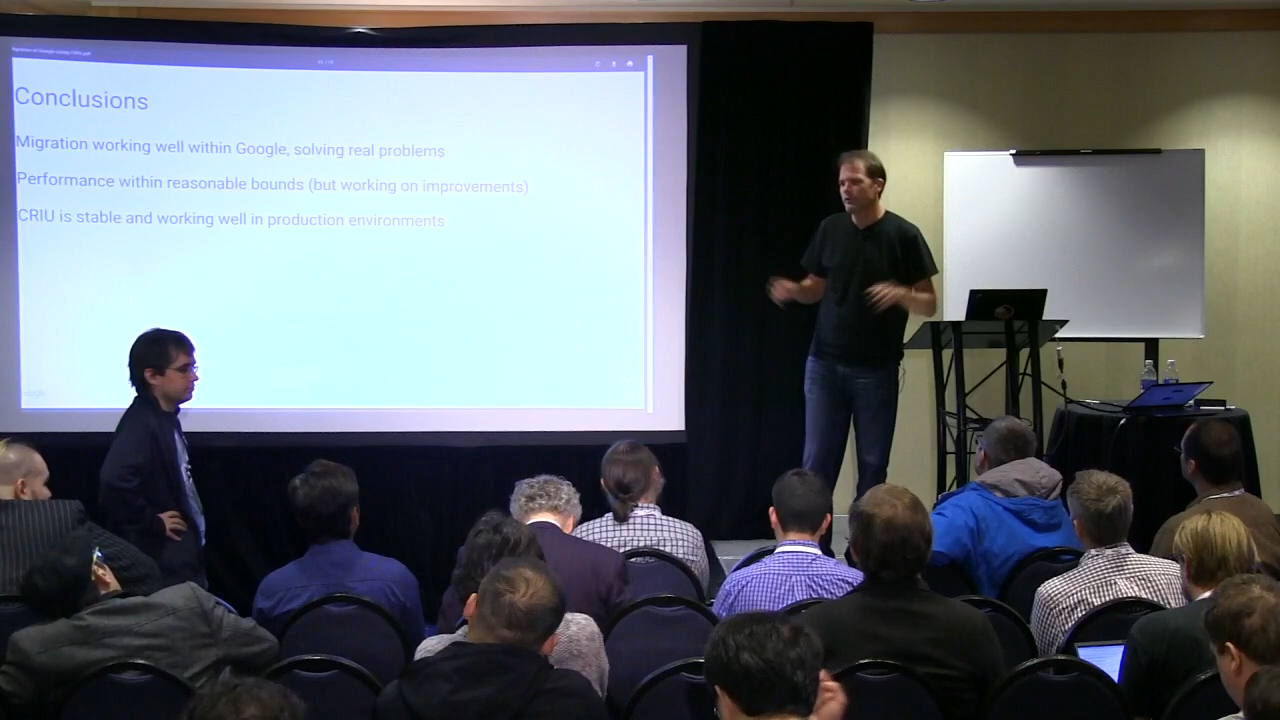 Conclusions
Migration working well within Google, solving real problems
Performance within reasonable bounds (but working on improvements)
CRIU is stable and working well in production environments